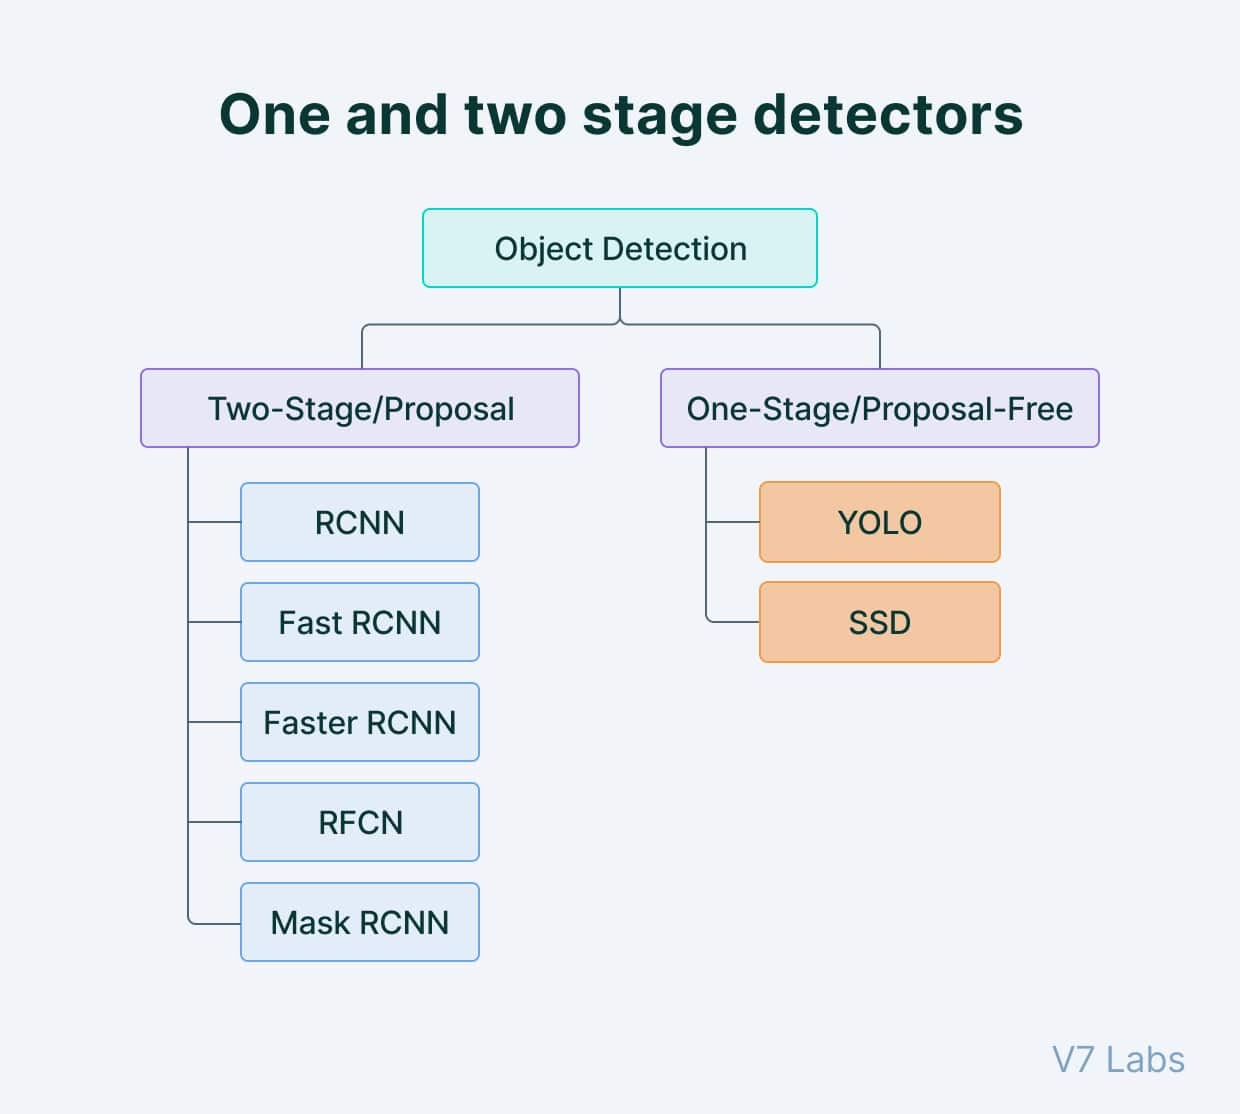 One and two stage detectors
Object Detection
Two-Stage/Proposal
One-Stage/Proposal-Free
RCNN
Fast RCNN
Faster RCNN
RFCN
Mask RCNN
YOLO
SSD
V7 Labs